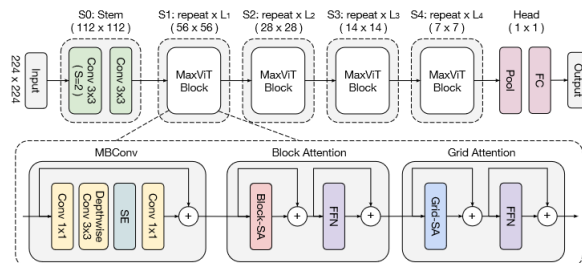 S0: Stem
(112 x 112)
S1: repeat x L₁
(56 x 56)
S2: repeat x L₂
(28 x 28)
S3: repeat x L₃
(14 x 14)
S4: repeat x L₄
(7 x 7)
Head
(1 x 1)
224 x 224
Input
Conv 3x3
(S=2)
Conv 3x3
MaxViT
Block
MaxViT
Block
MaxViT
Block
MaxViT
Block
Pool
FC
Output
MBConv
Block Attention
Grid Attention
Conv 1x1
Depthwise
Conv 3x3
SE
Conv 1x1
+
Block-SA
+
FFN
+
Grid-SA
+
FFN
+